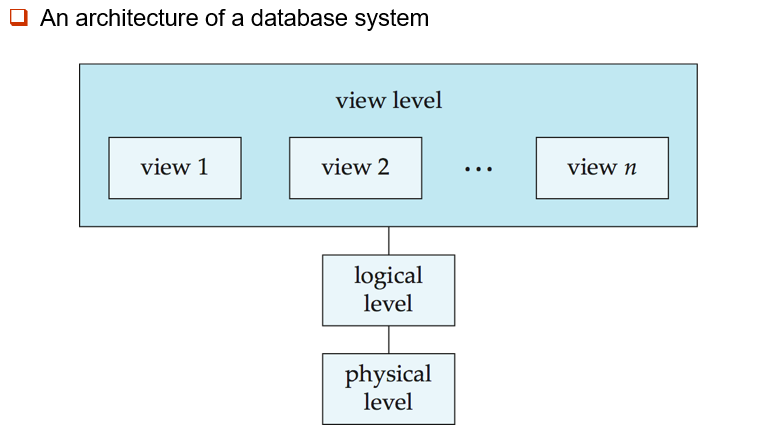 An architecture of a database system
view level
view 1
view 2
...
view n
logical
level
physical
level